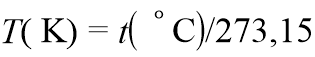 T( K) = t( °C)/273,15